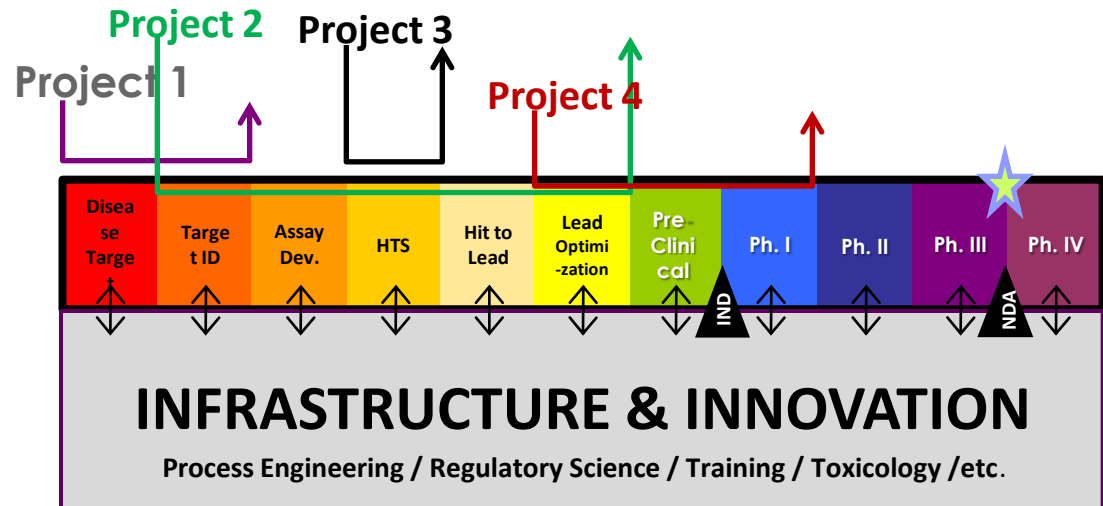 Project 2
Project 3
Project 1
Project 4
Disea
se
Targe
t
Targe
t ID
Assay
Dev.
HTS
Hit to
Lead
Lead
Optimi
-zation
Pre-
Clini
cal
Ph. I
Ph. II
Ph. III
Ph. IV
IND
NDA
INFRASTRUCTURE & INNOVATION
Process Engineering / Regulatory Science / Training / Toxicology /etc.